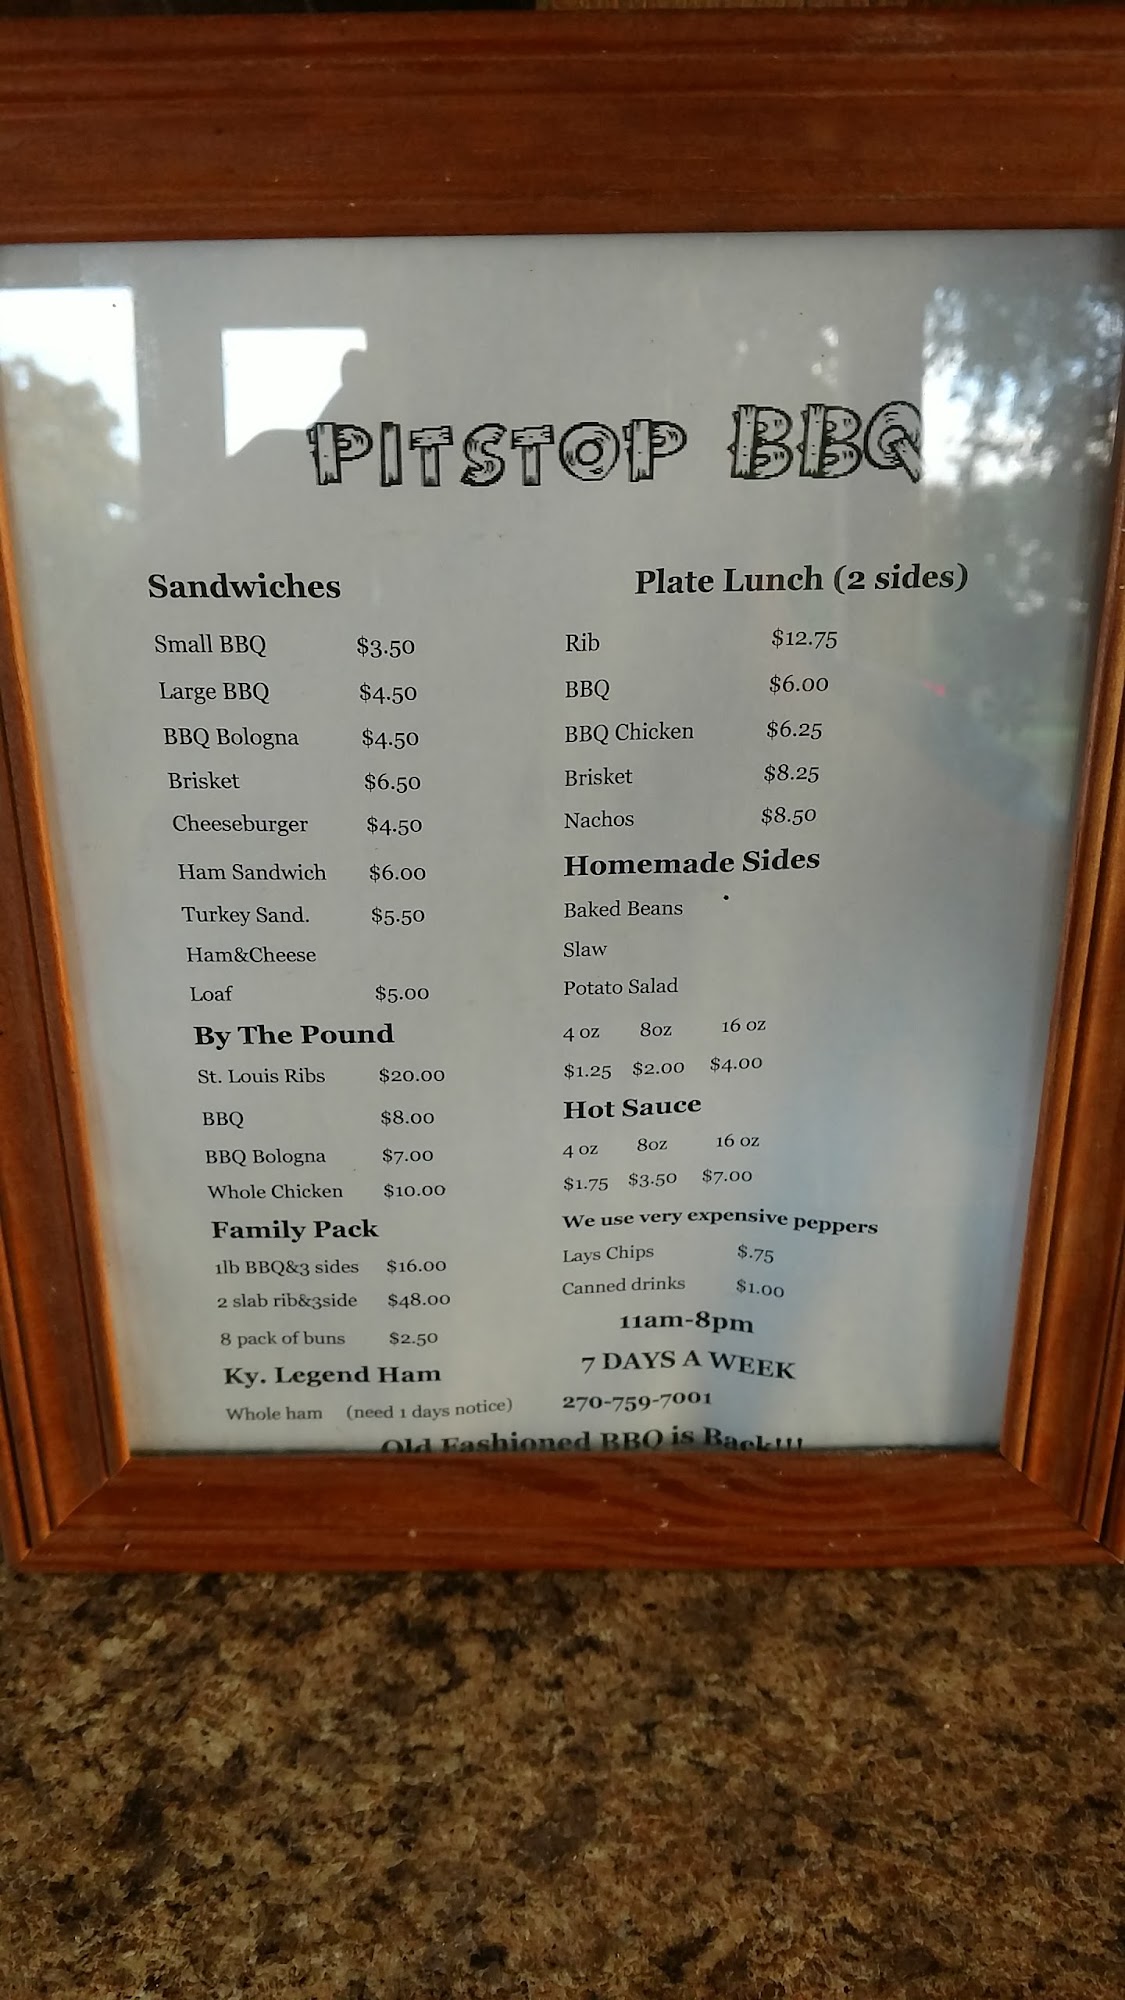 PITSTOP BBQ
Sandwiches
Small BBQ $3.50
Large BBQ $4.50
BBQ Bologna $4.50
Brisket $6.50
Cheeseburger $4.50
Ham Sandwich $6.00
Turkey Sand. $5.50
Ham&Cheese
Loaf $5.00
By The Pound
St. Louis Ribs $20.00
BBQ $8.00
BBQ Bologna $7.00
Whole Chicken $10.00
Family Pack
1lb BBQ&3 sides $16.00
2 slab rib&3side $48.00
8 pack of buns $2.50
Ky. Legend Ham
Whole ham (need 1 days notice)
Plate Lunch (2 sides)
Rib $12.75
BBQ $6.00
BBQ Chicken $6.25
Brisket $8.25
Nachos $8.50
Homemade Sides
Baked Beans
Slaw
Potato Salad
4 oz 8oz 16 oz
$1.25 $2.00 $4.00
Hot Sauce
4 oz 8oz 16 oz
$1.75 $3.50 $7.00
We use very expensive peppers
Lays Chips $.75
Canned drinks $1.00
11am-8pm
7 DAYS A WEEK
270-759-7001
Old Fashioned BBQ is Back!!!